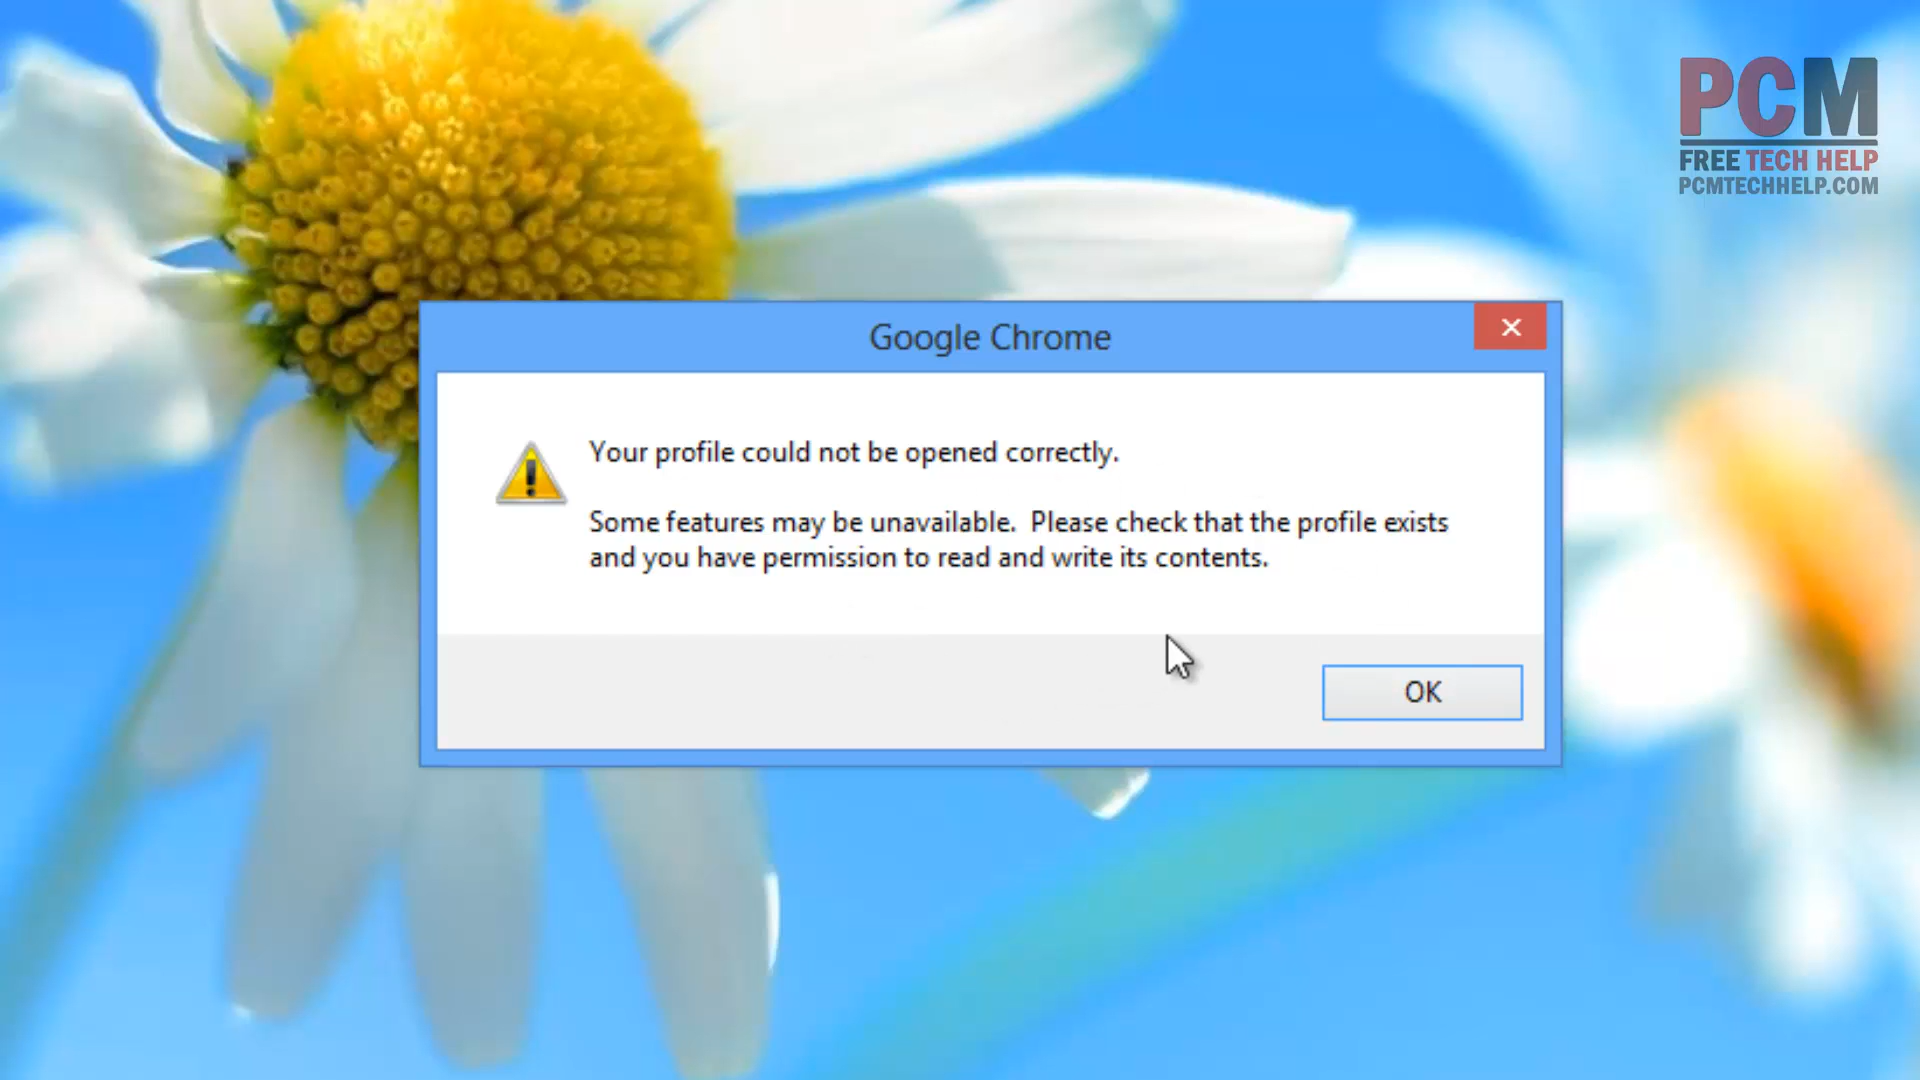 PCM
FREE TECH HELP
PCMTECHHELP.COM
Google Chrome
Your profile could not be opened correctly.
Some features may be unavailable.  Please check that the profile exists
and you have permission to read and write its contents.
OK